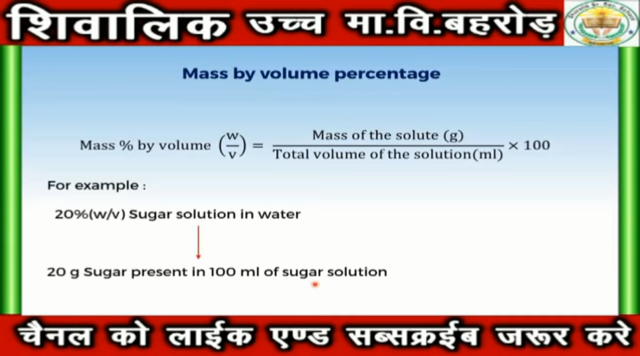 शिवालिक उच्च मा.वि.बहरोड़
Mass by volume percentage
Mass % by volume (w/v) = Mass of the solute (g) / Total volume of the solution(ml) × 100
For example :
20%(w/v) Sugar solution in water
20 g Sugar present in 100 ml of sugar solution
चैनल को लाईक एण्ड सब्सक्राईब जरूर करे